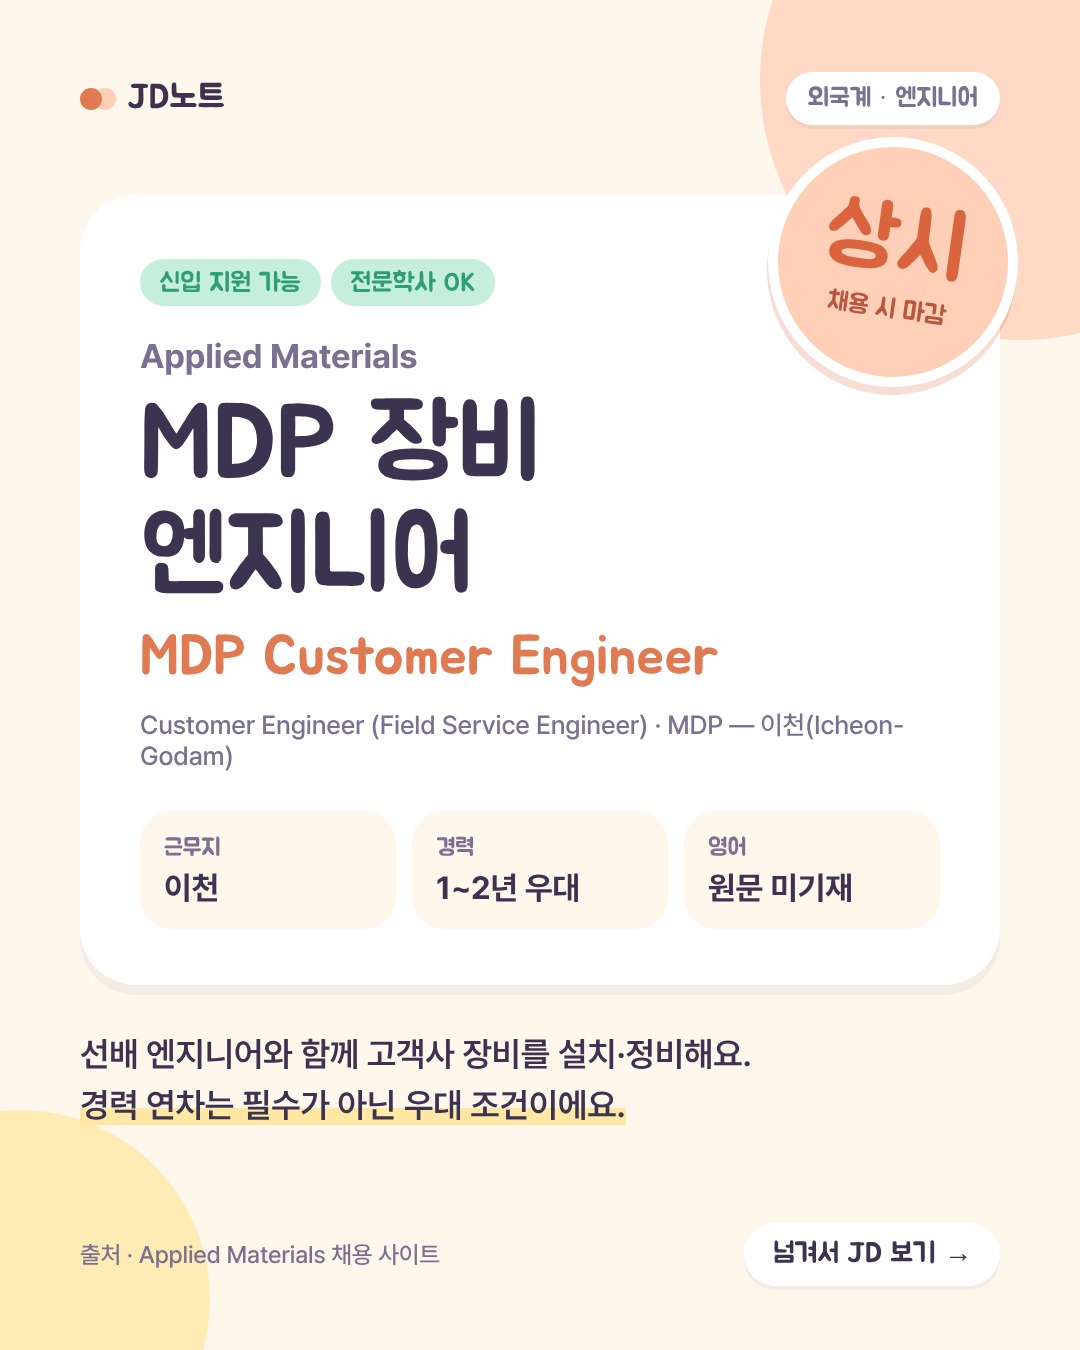 JD노트
외국계 · 엔지니어
상시
채용 시 마감
신입 지원 가능
전문학사 OK
Applied Materials
MDP 장비
엔지니어
MDP Customer Engineer
Customer Engineer (Field Service Engineer) · MDP — 이천(Icheon-
Godam)
근무지
이천
경력
1~2년 우대
영어
원문 미기재
선배 엔지니어와 함께 고객사 장비를 설치·정비해요.
경력 연차는 필수가 아닌 우대 조건이에요.
출처 · Applied Materials 채용 사이트
넘겨서 JD 보기 →